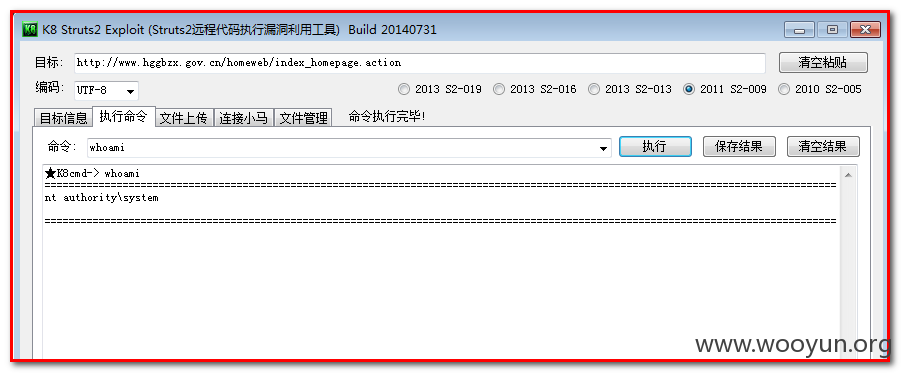 K8 Struts2 Exploit (Struts2远程代码执行漏洞利用工具) Build 20140731
目标: http://www.hggbzx.gov.cn/homeweb/index_homepage.action 清空粘贴
编码: UTF-8 2013 S2-019 2013 S2-016 2013 S2-013 2011 S2-009 2010 S2-005
目标信息 执行命令 文件上传 连接小马 文件管理 命令执行完毕!
命令: whoami 执行 保存结果 清空结果
★K8cmd-> whoami
nt authority\system
www.wooyun.org